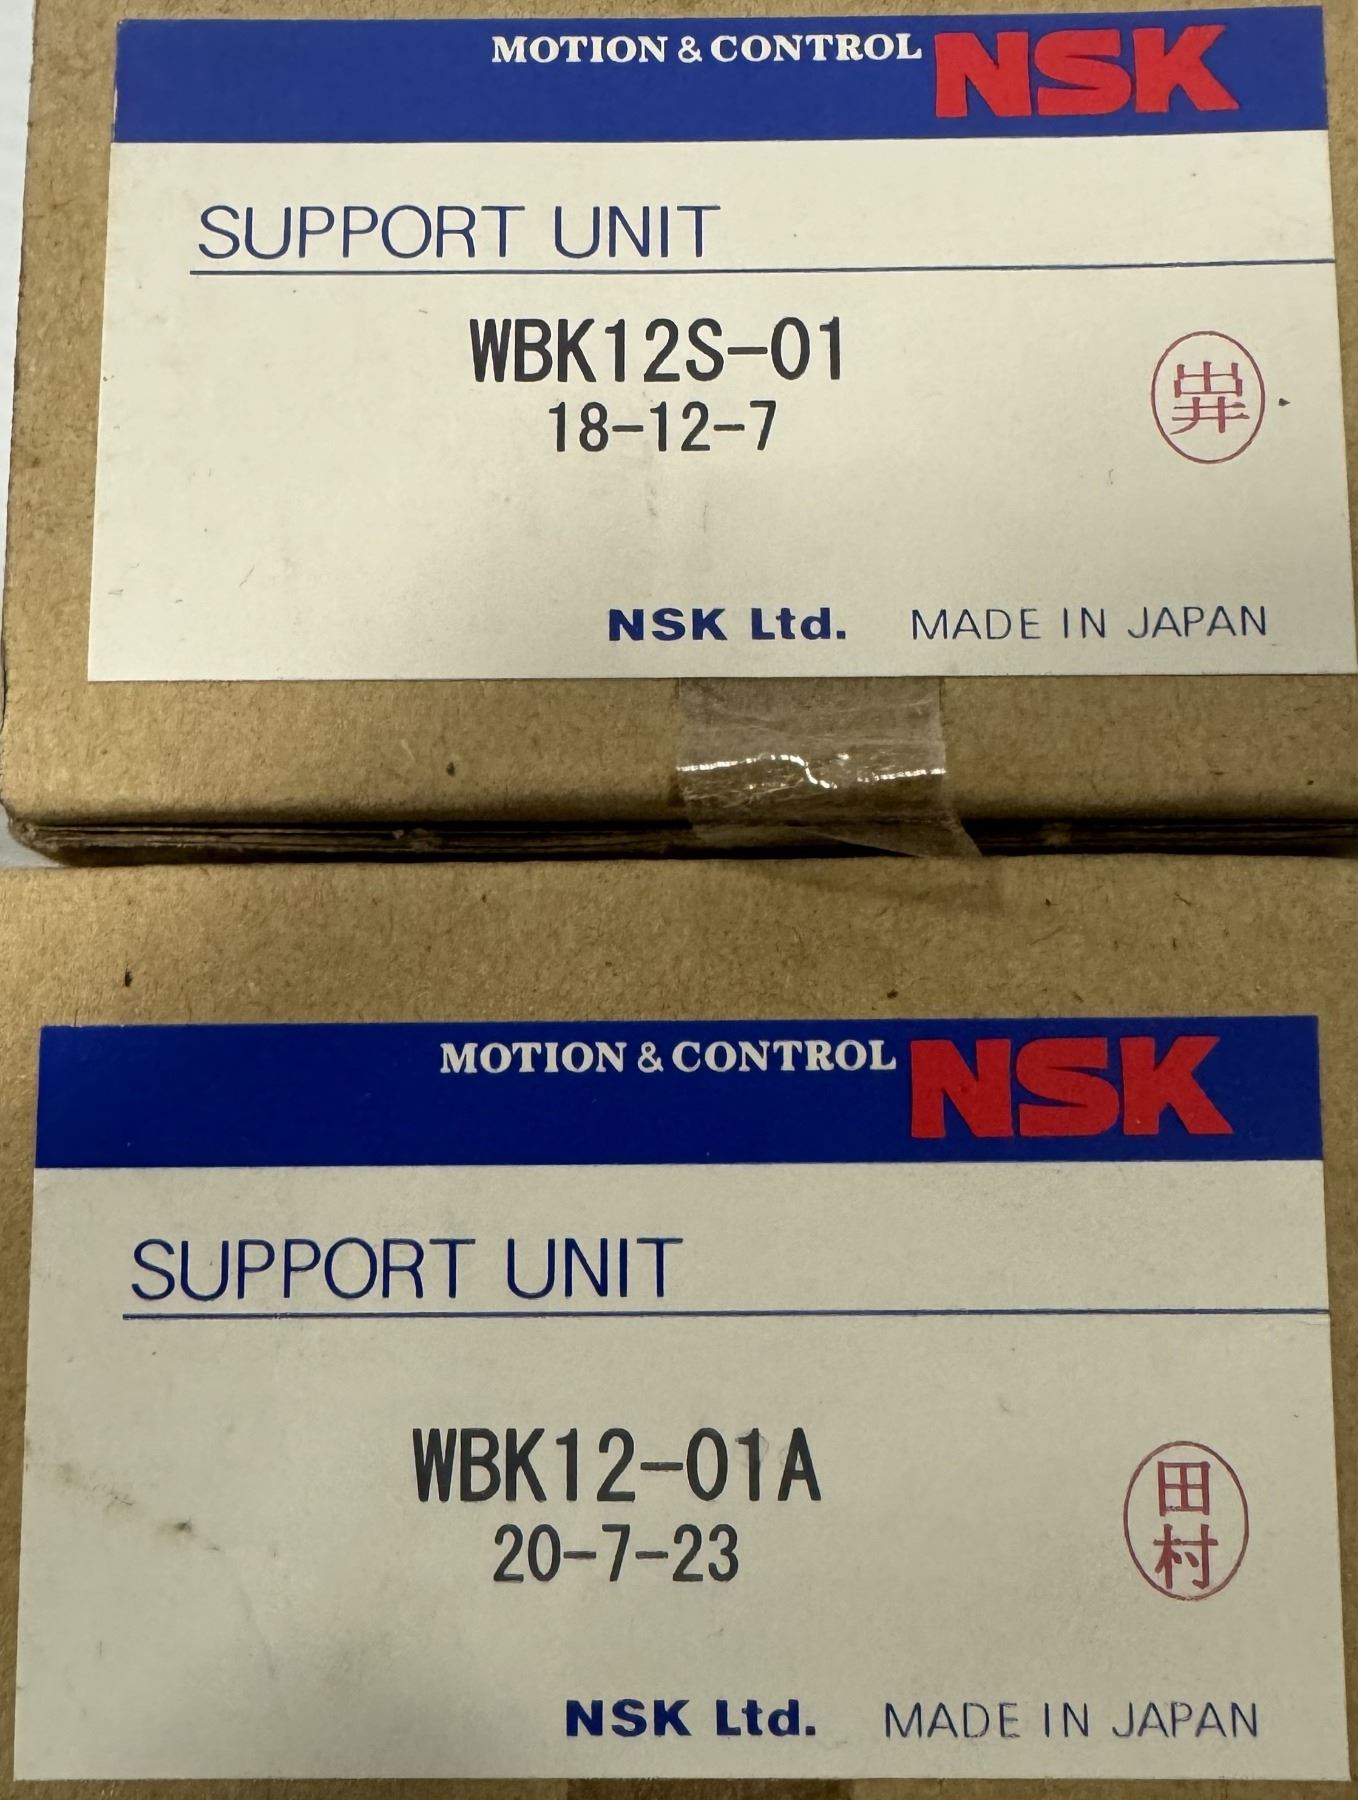 MOTION & CONTROL NSK
SUPPORT UNIT
WBK12S-01
18-12-7
NSK Ltd. MADE IN JAPAN
MOTION & CONTROL NSK
SUPPORT UNIT
WBK12-01A
20-7-23
田村
NSK Ltd. MADE IN JAPAN